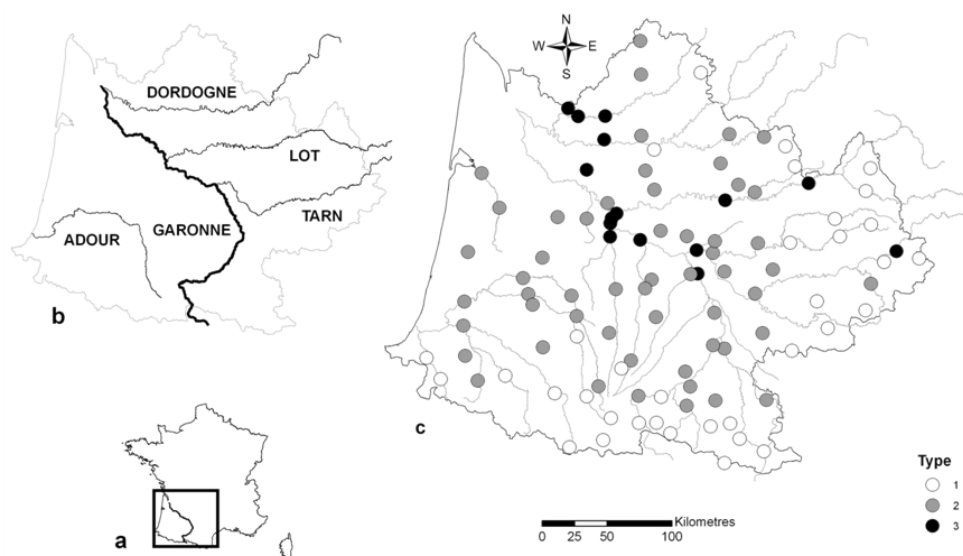 DORDOGNE
LOT
TARN
GARONNE
ADOUR
b
a
N
W E
S
c
Type
1
2
3
Kilometres
0 25 50 100